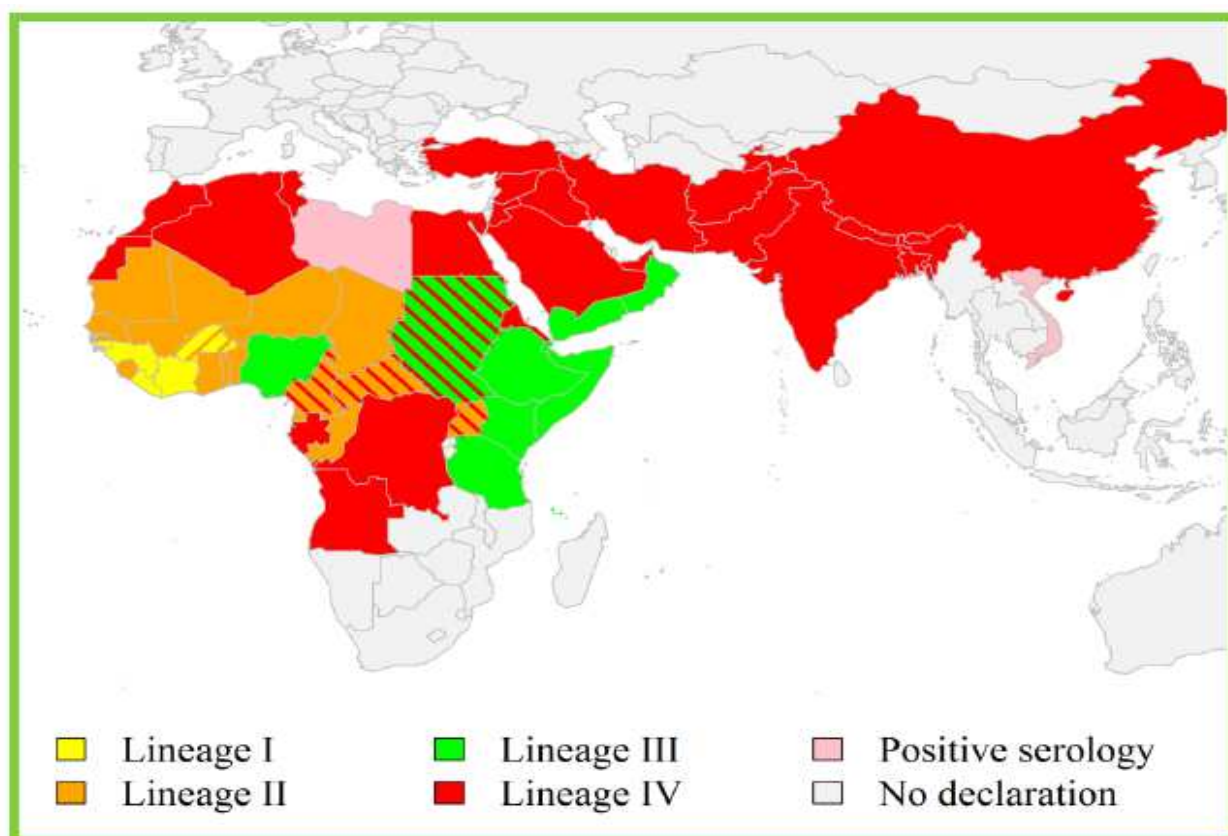 Lineage I
Lineage III
Positive serology
Lineage II
Lineage IV
No declaration